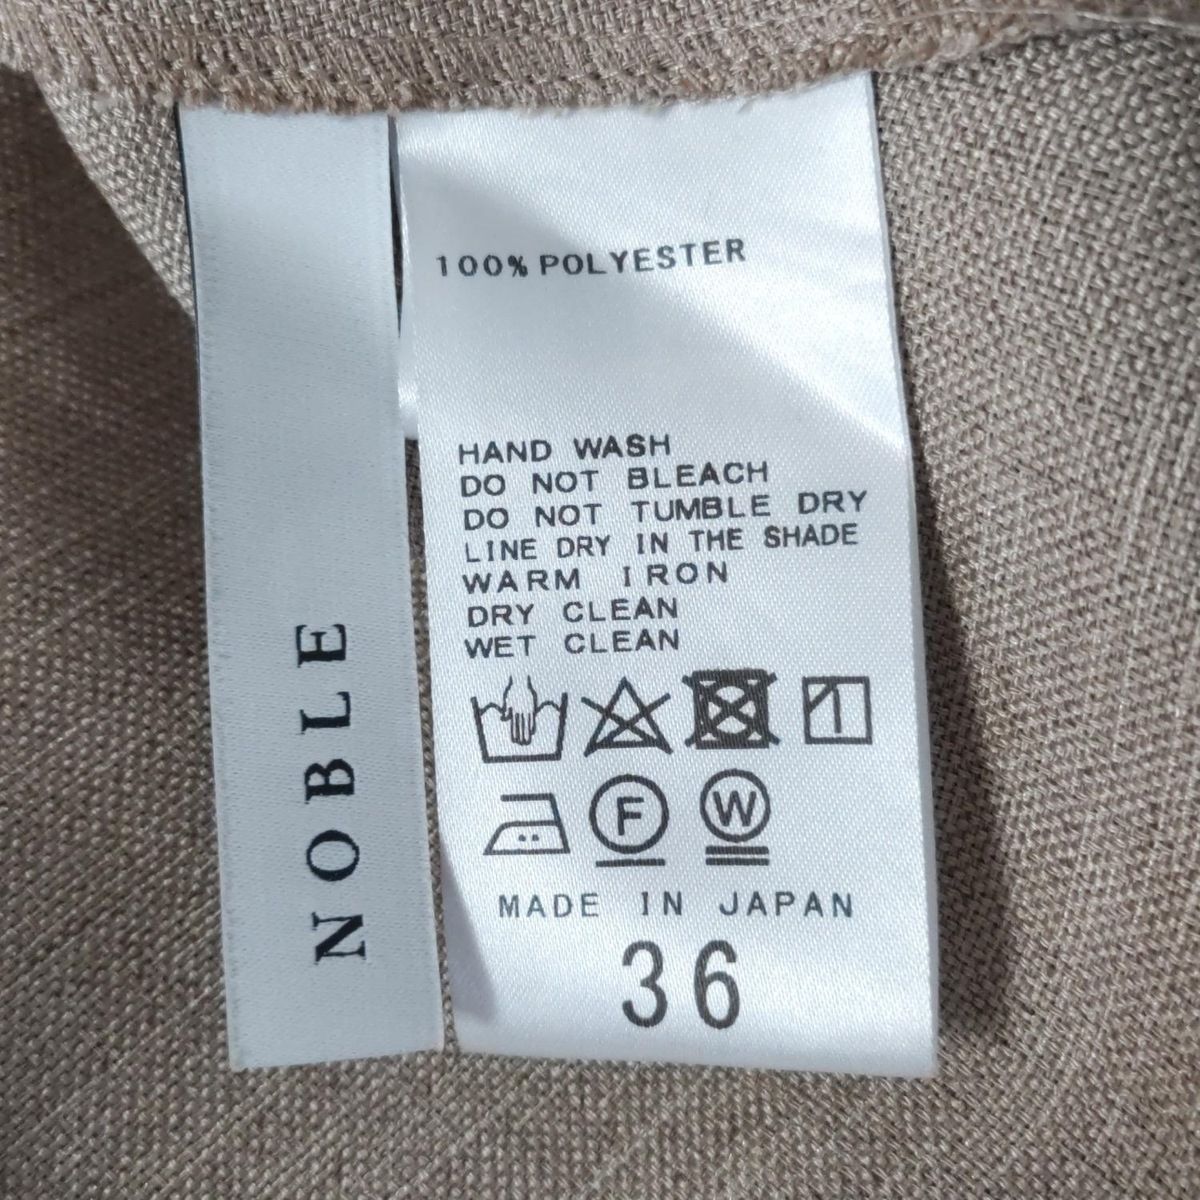 NOBLE
100% POLYESTER
HAND WASH
DO NOT BLEACH
DO NOT TUMBLE DRY
LINE DRY IN THE SHADE
WARM IRON
DRY CLEAN
WET CLEAN
F W
MADE IN JAPAN
36